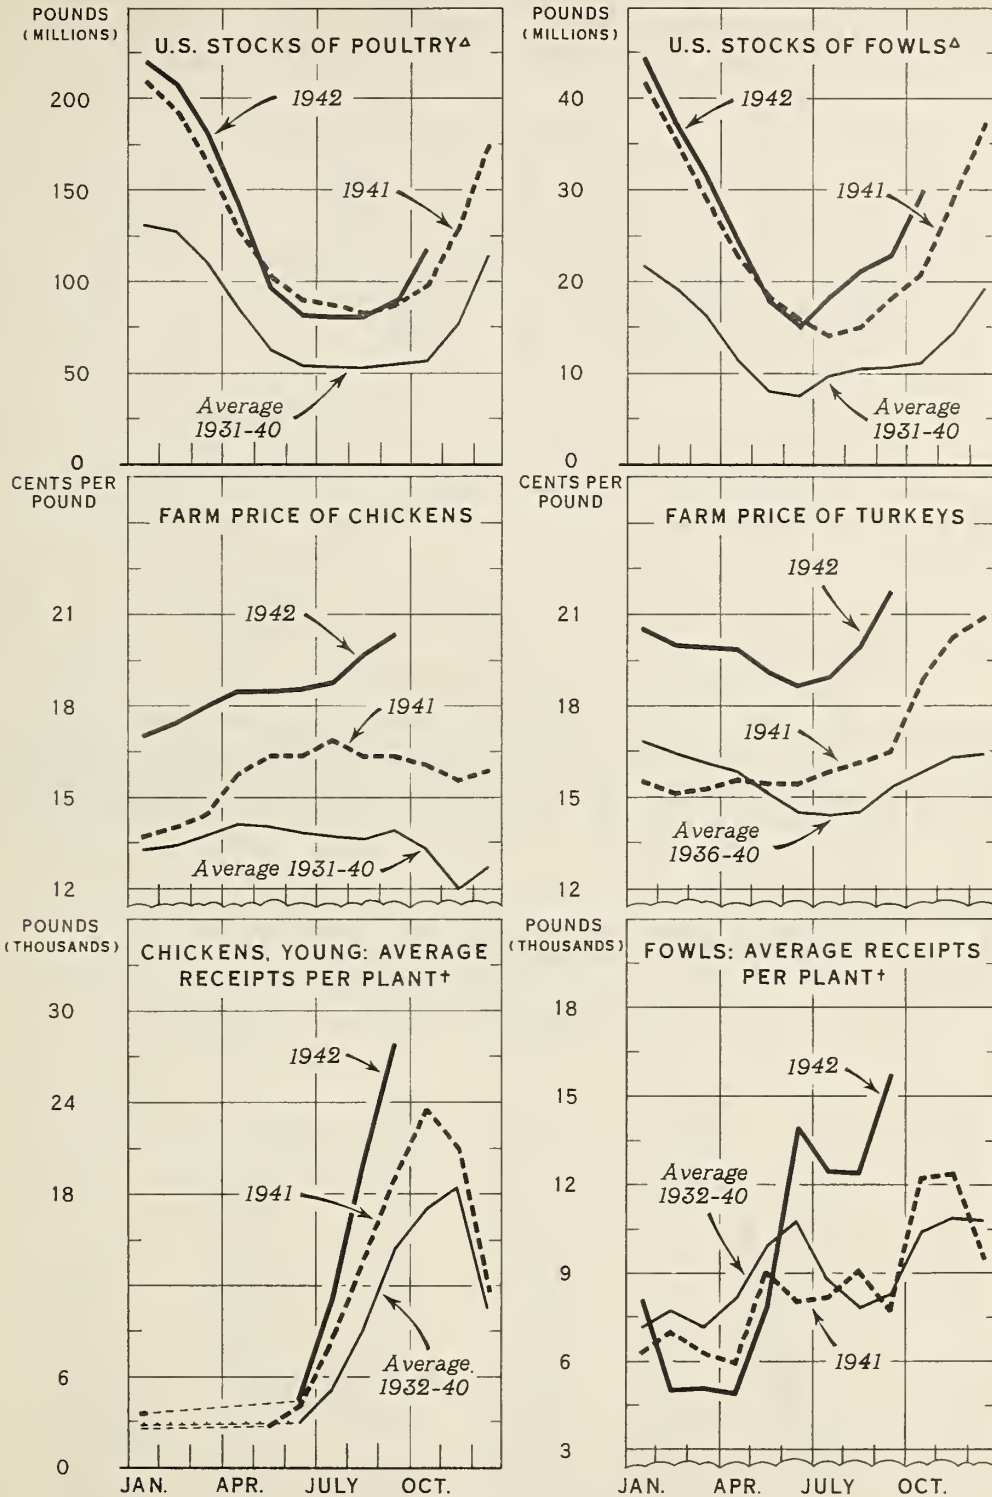 POUNDS
(MILLIONS)
U.S. STOCKS OF POULTRY△
200
150
100
50
0
1942
1941
Average
1931-40
POUNDS
(MILLIONS)
U.S. STOCKS OF FOWLS△
40
30
20
10
0
1942
1941
Average
1931-40
CENTS PER
POUND
FARM PRICE OF CHICKENS
21
18
15
12
1942
1941
Average 1931-40
CENTS PER
POUND
FARM PRICE OF TURKEYS
21
18
15
12
1942
1941
Average
1936-40
POUNDS
(THOUSANDS)
CHICKENS, YOUNG: AVERAGE
RECEIPTS PER PLANT†
30
24
18
6
0
1942
1941
Average
1932-40
JAN. APR. JULY OCT.
POUNDS
(THOUSANDS)
FOWLS: AVERAGE RECEIPTS
PER PLANT†
18
15
12
9
6
3
1942
Average
1932-40
1941
JAN. APR. JULY OCT.